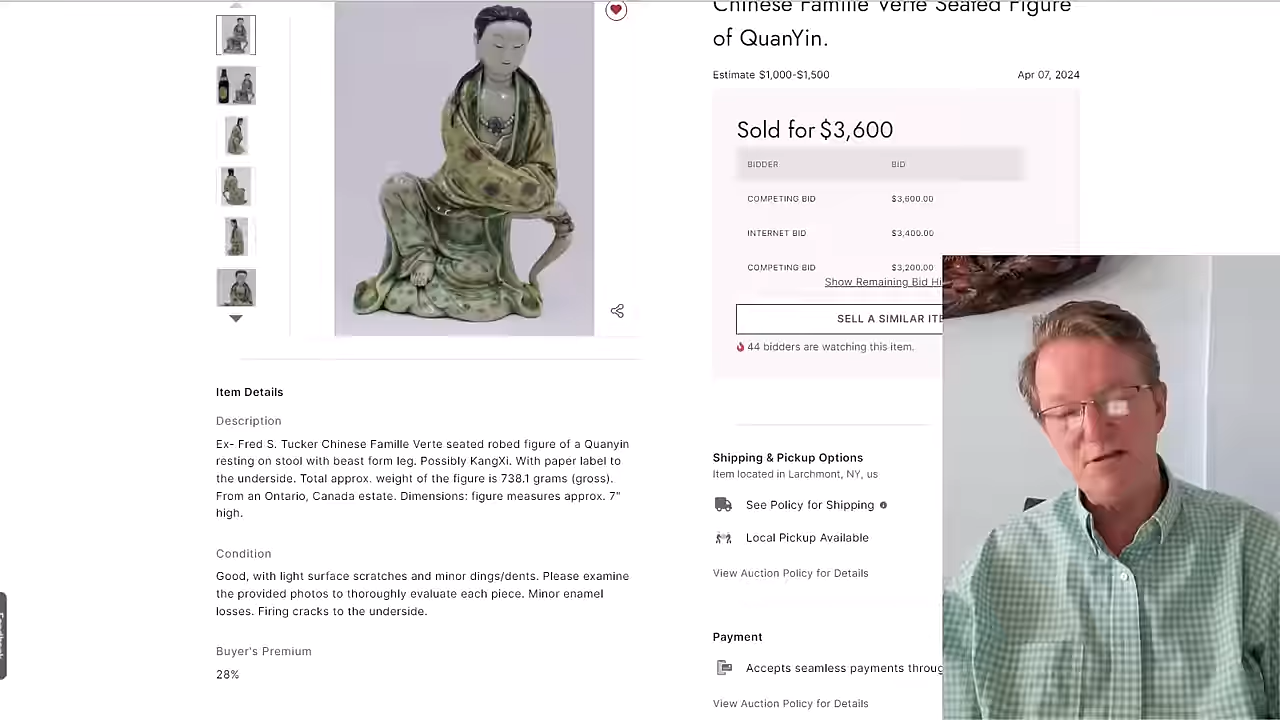 Chinese Famille Verte Seated Figure
of QuanYin.
Estimate $1,000-$1,500
Apr 07, 2024
Sold for $3,600
BIDDER
BID
COMPETING BID
$3,600.00
INTERNET BID
$3,400.00
COMPETING BID
$3,200.00
Show Remaining Bid Hi
SELL A SIMILAR ITE
44 bidders are watching this item.
Item Details
Description
Ex- Fred S. Tucker Chinese Famille Verte seated robed figure of a Quanyin
resting on stool with beast form leg. Possibly KangXi. With paper label to
the underside. Total approx. weight of the figure is 738.1 grams (gross).
From an Ontario, Canada estate. Dimensions: figure measures approx. 7"
high.
Condition
Good, with light surface scratches and minor dings/dents. Please examine
the provided photos to thoroughly evaluate each piece. Minor enamel
losses. Firing cracks to the underside.
Buyer's Premium
28%
Shipping & Pickup Options
Item located in Larchmont, NY, us
See Policy for Shipping
Local Pickup Available
View Auction Policy for Details
Payment
Accepts seamless payments throug
View Auction Policy for Details
Feedback